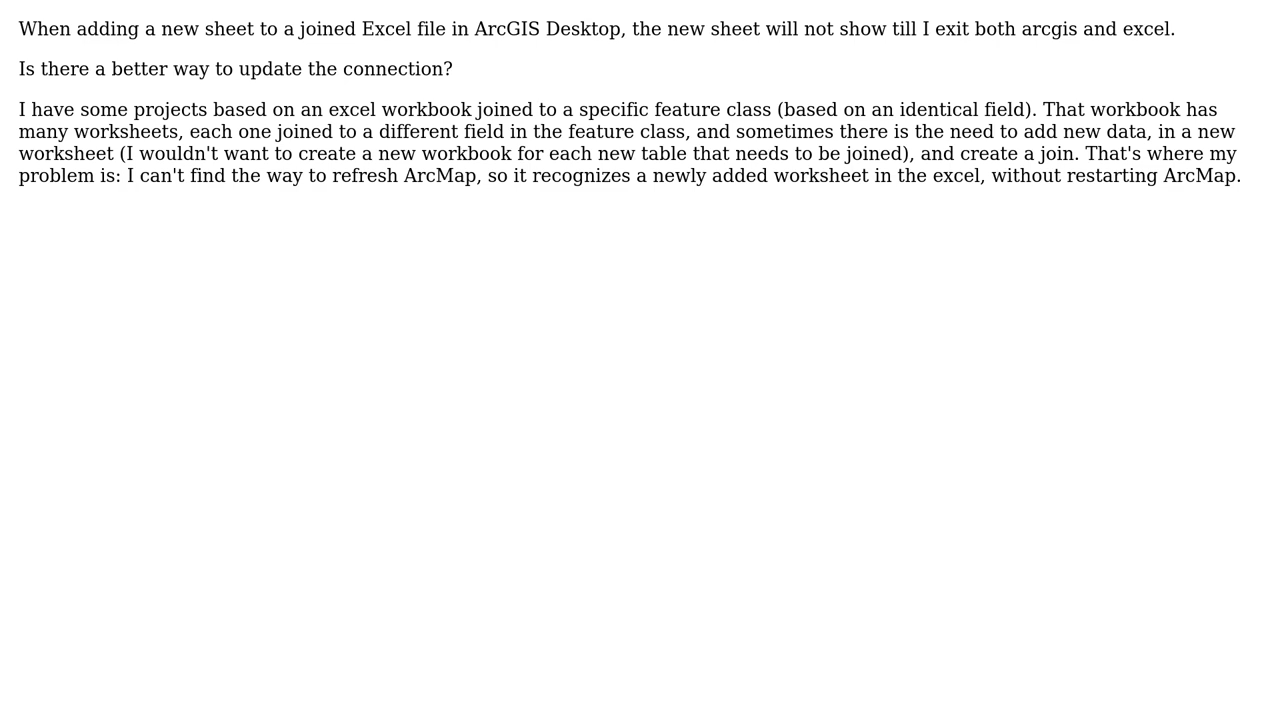 When adding a new sheet to a joined Excel file in ArcGIS Desktop, the new sheet will not show till I exit both arcgis and excel.
Is there a better way to update the connection?
I have some projects based on an excel workbook joined to a specific feature class (based on an identical field). That workbook has
many worksheets, each one joined to a different field in the feature class, and sometimes there is the need to add new data, in a new
worksheet (I wouldn't want to create a new workbook for each new table that needs to be joined), and create a join. That's where my
problem is: I can't find the way to refresh ArcMap, so it recognizes a newly added worksheet in the excel, without restarting ArcMap.